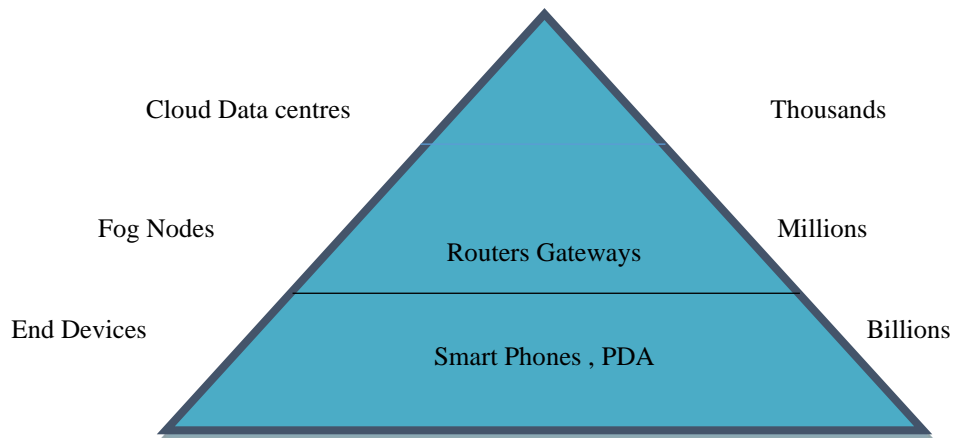 Cloud Data centres
Thousands
Fog Nodes
Millions
Routers Gateways
End Devices
Billions
Smart Phones , PDA